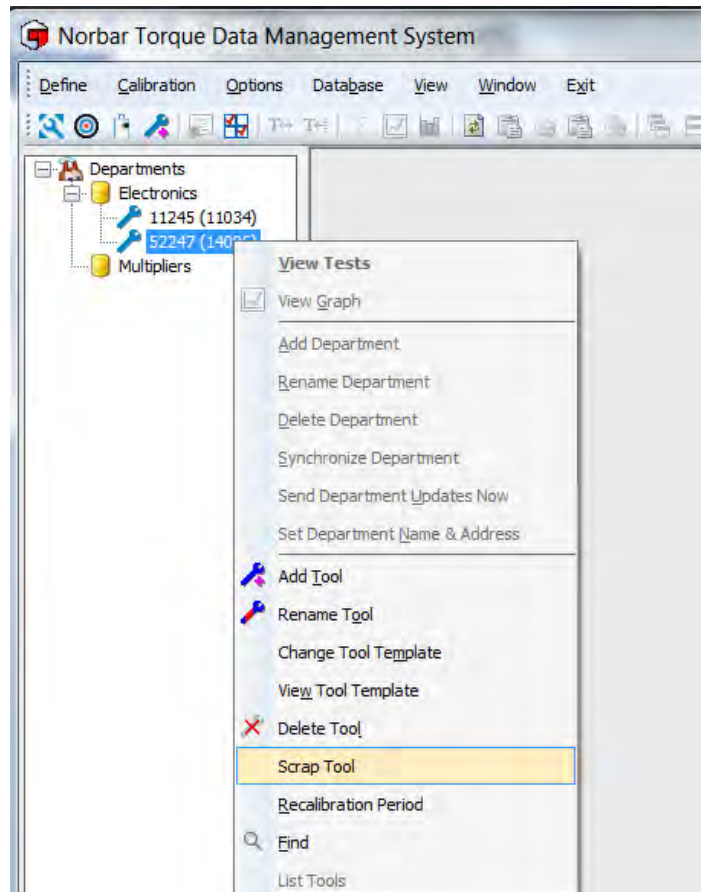 Norbar Torque Data Management System
Define Calibration Options Database View Window Exit
Departments
Electronics
11245 (11034)
52247 (140
Multipliers
View Tests
View Graph
Add Department
Rename Department
Delete Department
Synchronize Department
Send Department Updates Now
Set Department Name & Address
Add Tool
Rename Tool
Change Tool Template
View Tool Template
Delete Tool
Scrap Tool
Recalibration Period
Find
List Tools